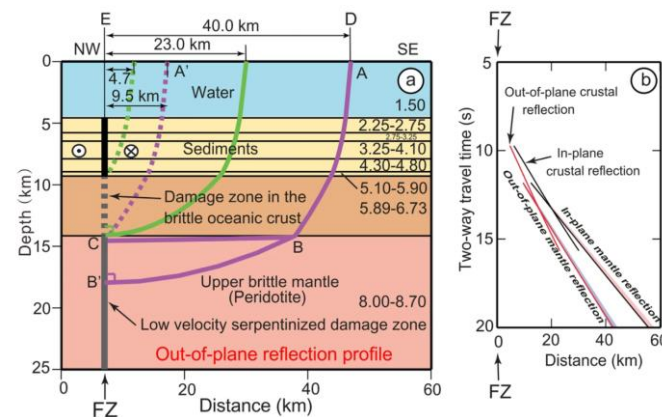 E
D
40.0 km
NW
23.0 km
SE
4.7
A'
A
a
9.5 km
Water
1.50
2.25-2.75
2.75-3.25
Sediments
3.25-4.10
4.30-4.80
5.10-5.90
Damage zone in the
brittle oceanic crust
5.89-6.73
C
B
B'
Upper brittle mantle
(Peridotite)
8.00-8.70
Low velocity serpentinized damage zone
Out-of-plane reflection profile
0
5
10
15
20
25
Depth (km)
0
20
40
60
FZ
Distance (km)
FZ
b
5
Out-of-plane crustal
reflection
In-plane
crustal reflection
Out-of-plane mantle reflection
In-plane mantle reflection
10
15
20
Two-way travel time (s)
0
20
40
60
Distance (km)
FZ